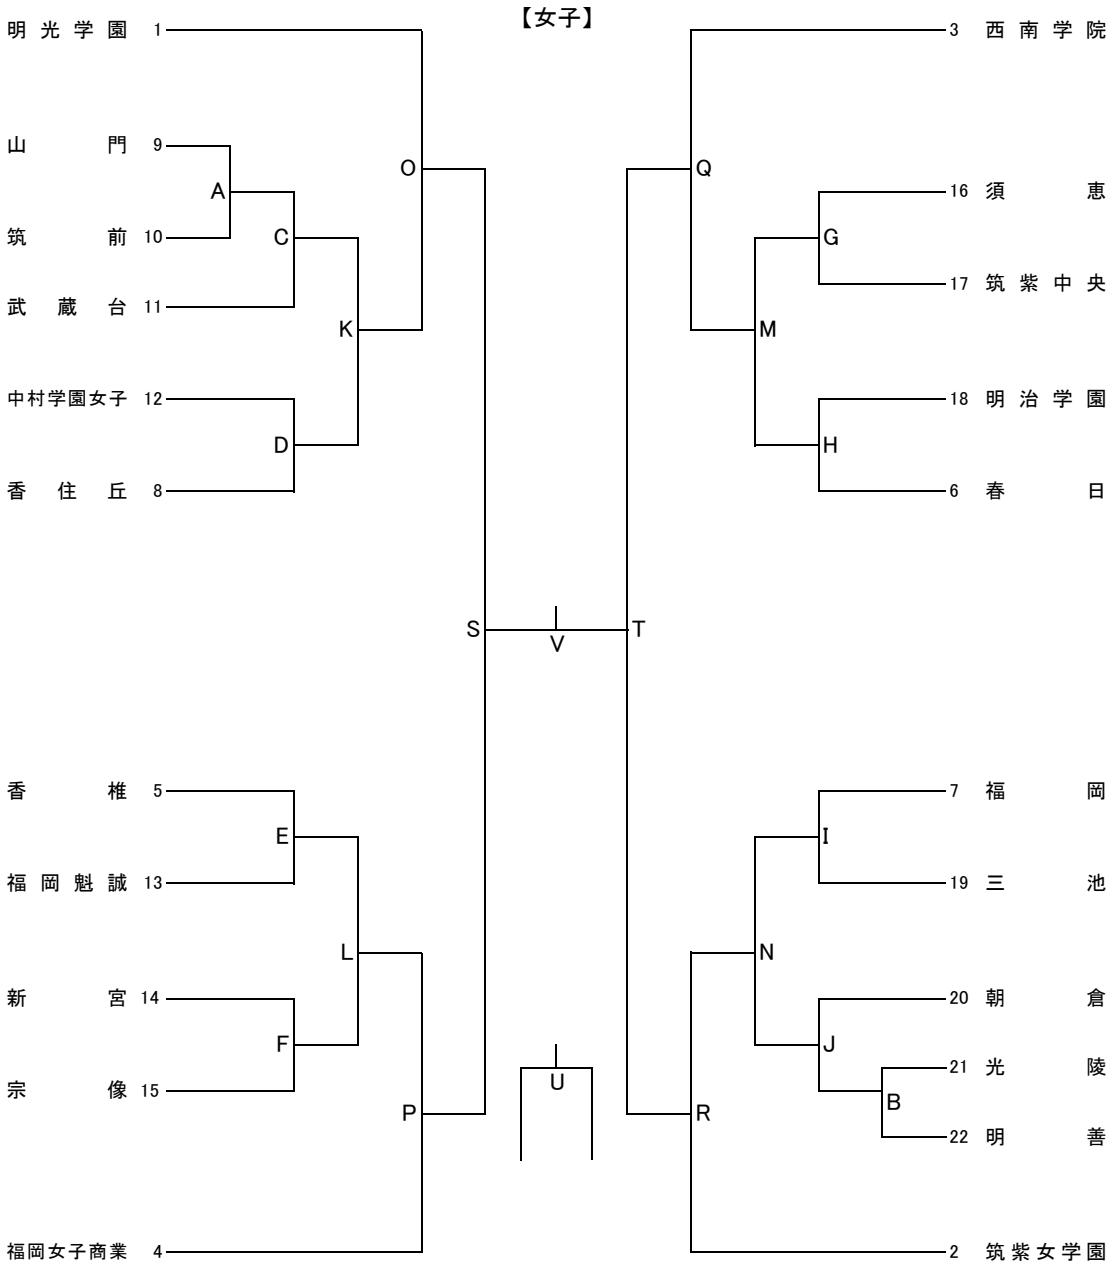 【女子】
明光学園 1
3 西南学院
山門 9
O
Q
A
16 須恵
筑前 10
C
G
17 筑紫中央
武蔵台 11
K
M
中村学園女子 12
18 明治学園
D
H
香住丘 8
6 春日
S
T
V
香椎 5
7 福岡
E
I
福岡魁誠 13
19 三池
L
N
新宮 14
20 朝倉
F
J
21 光陵
U
宗像 15
B
P
R
22 明善
福岡女子商業 4
2 筑紫女学園